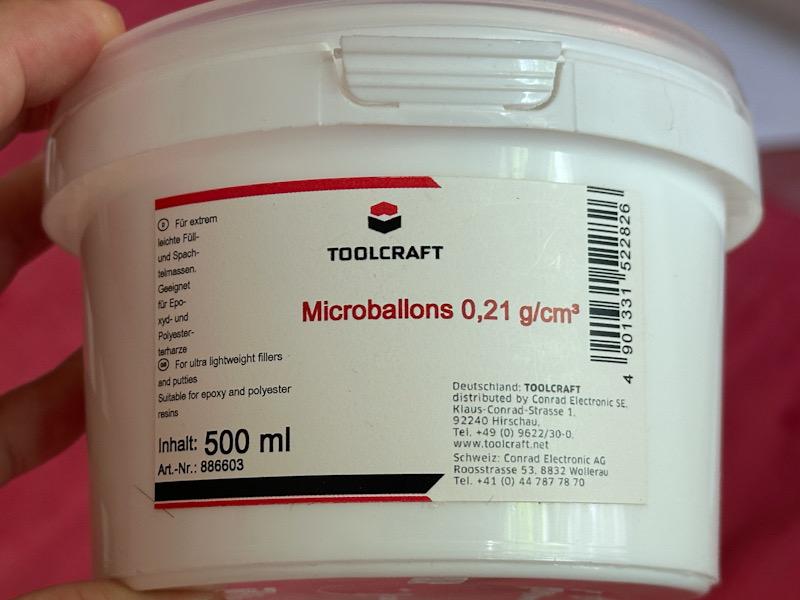 TOOLCRAFT
Microballons 0,21 g/cm³
D Für extrem
leichte Füll-
und Spach-
telmassen.
Geeignet
für Epo-
xyd- und
Polyester-
terharze
GB For ultra lightweight fillers
and putties
Suitable for epoxy and polyester
resins
Inhalt: 500 ml
Art.-Nr.: 886603
Deutschland: TOOLCRAFT
distributed by Conrad Electronic SE.
Klaus-Conrad-Strasse 1,
92240 Hirschau,
Tel. +49 (0) 9622/30-0,
www.toolcraft.net
Schweiz: Conrad Electronic AG
Roosstrasse 53, 8832 Wollerau
Tel. +41 (0) 44 787 78 70
4 901331 522826